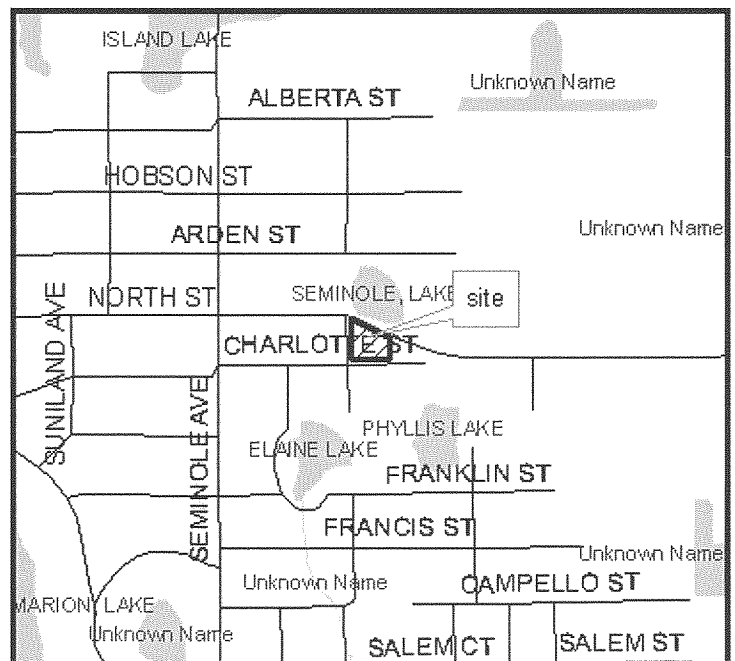 ISLAND LAKE
Unknown Name
ALBERTA ST
HOBSON ST
Unknown Name
ARDEN ST
SUNILAND AVE
NORTH ST
SEMINOLE, LAKE
site
CHARLOTTE ST
SEMINOLE AVE
PHYLLIS LAKE
ELAINE LAKE
FRANKLIN ST
FRANCIS ST
Unknown Name
Unknown Name
CAMPELLO ST
MARION, LAKE
Unknown Name
SALEM CT
SALEM ST